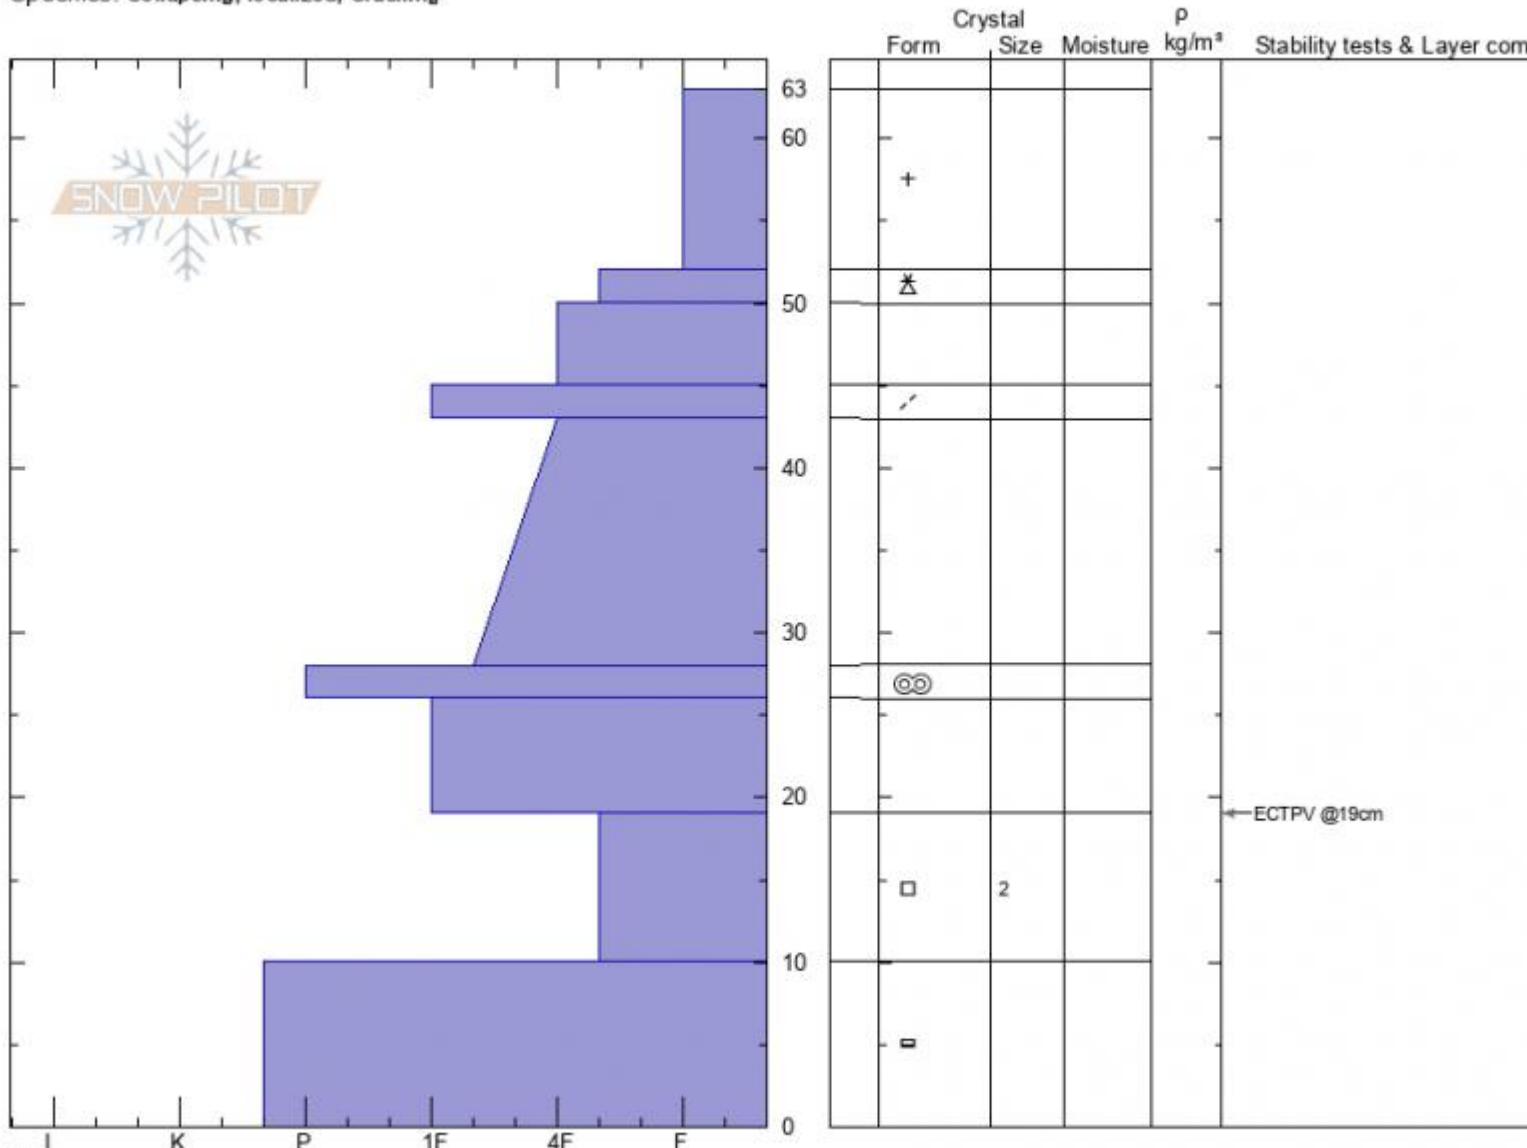 Crystal
ρ
Form Size Moisture kg/m³ Stability tests & Layer com
63
60
SNOW PILOT
50
40
30
20
ECTPV @19cm
2
10
0
I K P 1F 4F F